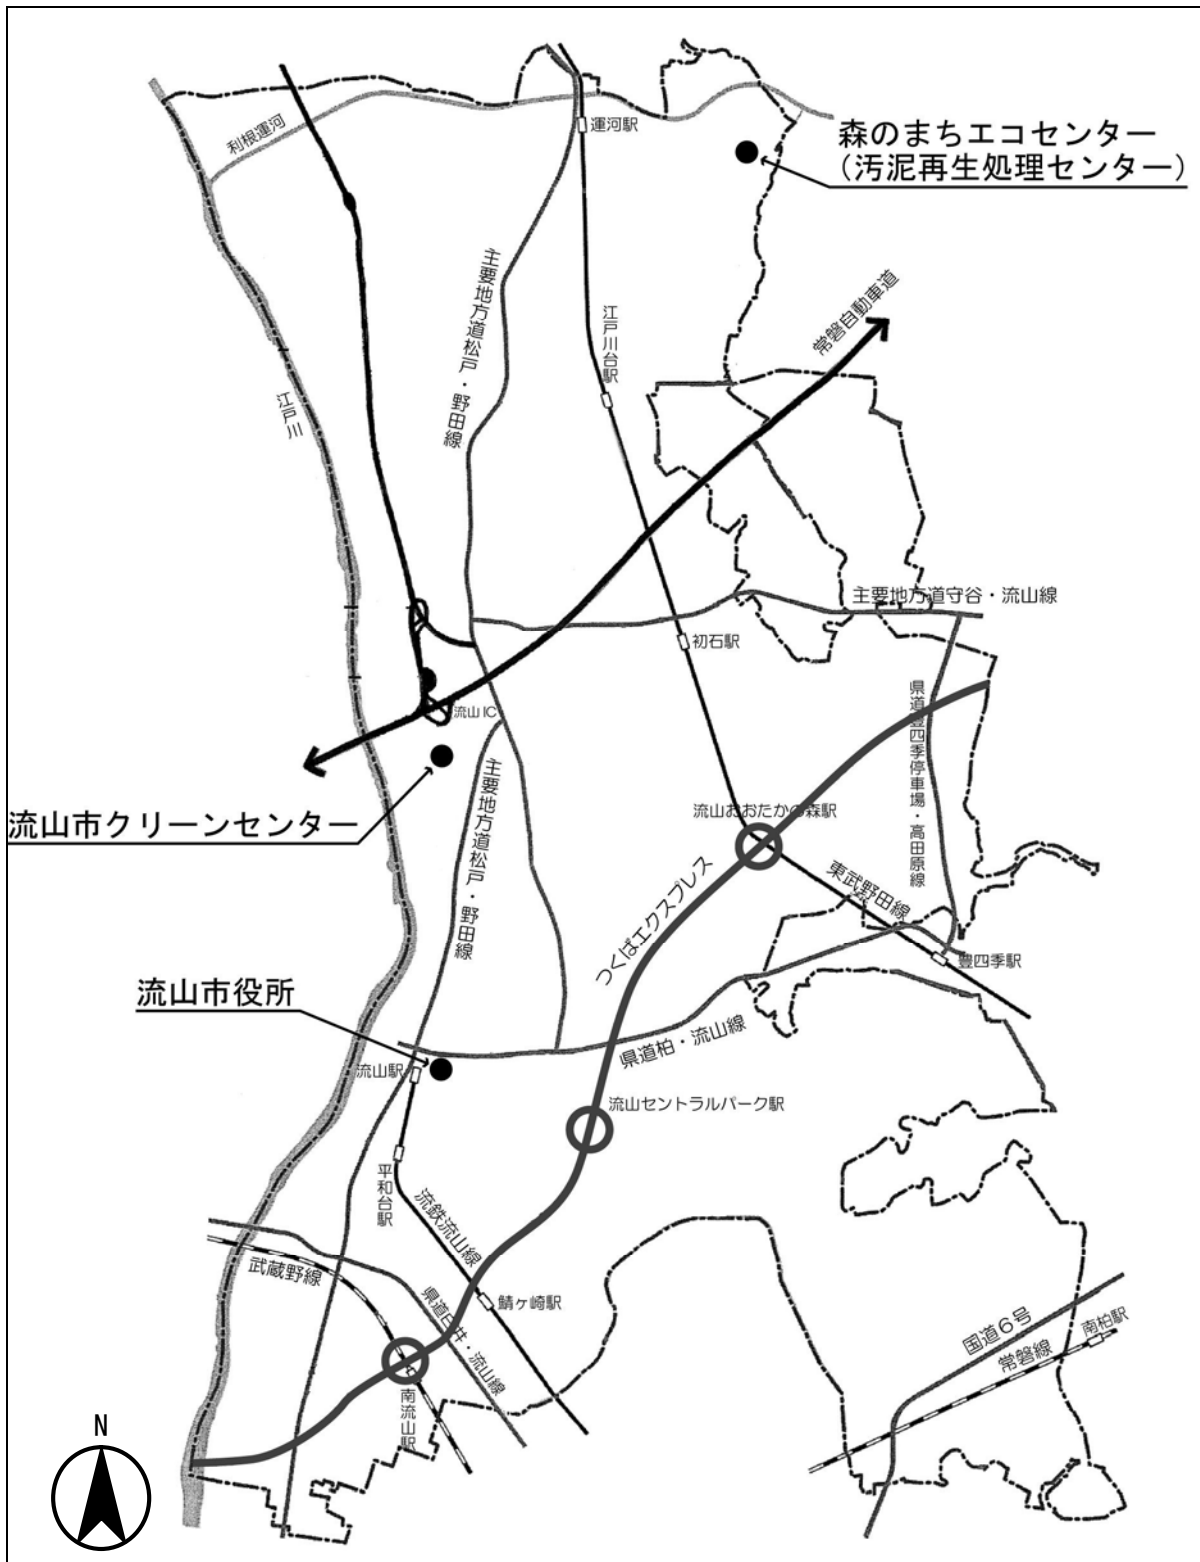 利根運河
運河駅
森のまちエコセンター
(汚泥再生処理センター)
主要地方道松戸・野田線
江戸川台駅
常磐自動車道
江戸川
主要地方道守谷・流山線
初石駅
県道豊四季停車場・高田原線
流山IC
主要地方道松戸・野田線
流山市クリーンセンター
流山おおたかの森駅
つくばエクスプレス
東武野田線
豊四季駅
流山市役所
県道柏・流山線
流山駅
流山セントラルパーク駅
平和台駅
流鉄流山線
武蔵野線
県道白井・流山線
鰭ヶ崎駅
国道6号
南柏駅
常磐線
南流山駅
N